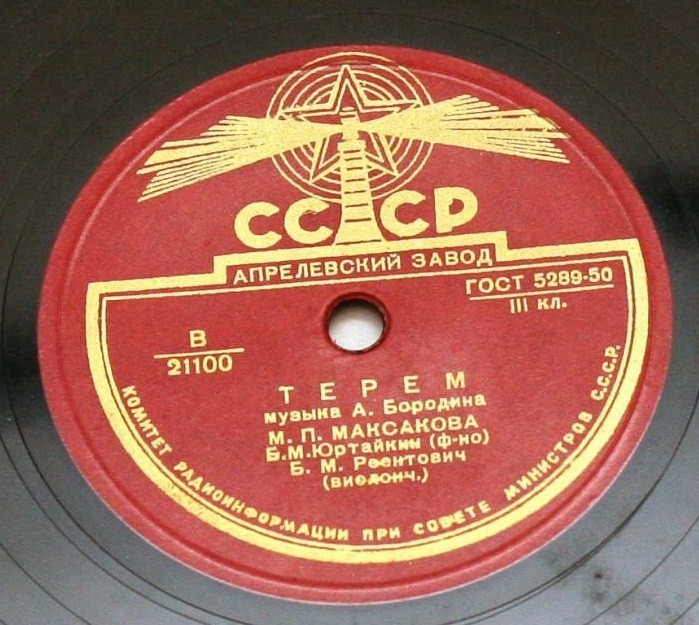 СССР
АПРЕЛЕВСКИЙ ЗАВОД
ГОСТ 5289-50
III кл.
В
21100
ТЕРЕМ
музыка А. Бородина
М. П. МАКСАКОВА
Б.М.Юртайкин (ф-но)
Б. М. Реентович
(виолонч.)
КОМИТЕТ РАДИОИНФОРМАЦИИ ПРИ СОВЕТЕ МИНИСТРОВ С.С.С.Р.